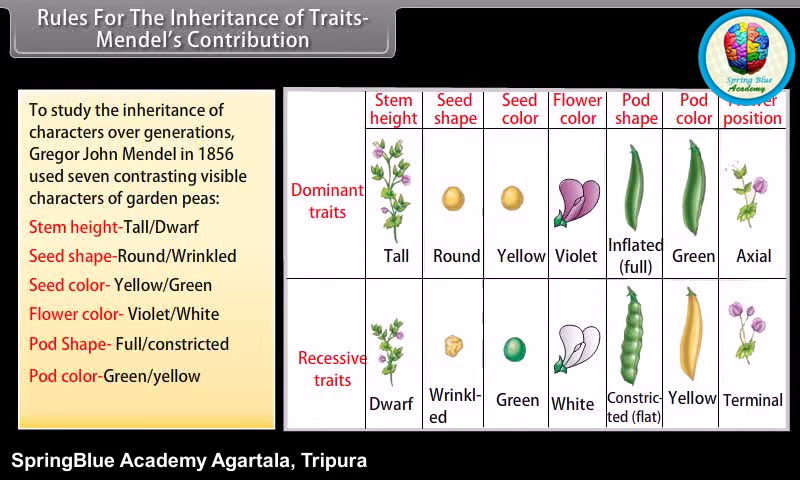 Rules For The Inheritance of Traits-
Mendel's Contribution
Spring Blue
Academy
To study the inheritance of
characters over generations,
Gregor John Mendel in 1856
used seven contrasting visible
characters of garden peas:
Stem height-Tall/Dwarf
Seed shape-Round/Wrinkled
Seed color- Yellow/Green
Flower color- Violet/White
Pod Shape- Full/constricted
Pod color-Green/yellow
Stem height
Seed shape
Seed color
Flower color
Pod shape
Pod color
position
Dominant traits
Tall
Round
Yellow
Violet
Inflated (full)
Green
Axial
Recessive traits
Dwarf
Wrinkl-ed
Green
White
Constric-ted (flat)
Yellow
Terminal
SpringBlue Academy Agartala, Tripura